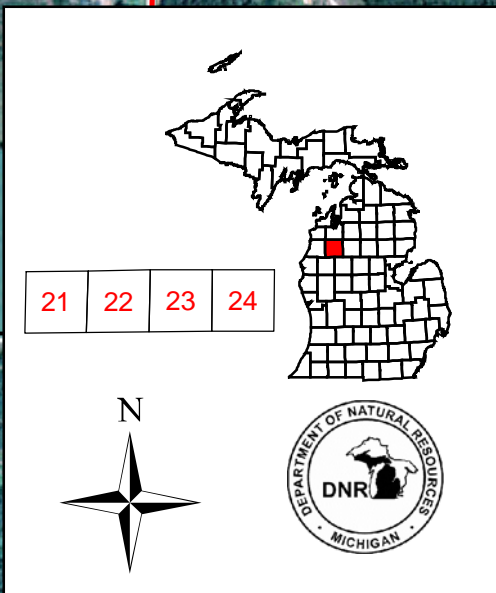 21 22 23 24
N
DEPARTMENT OF NATURAL RESOURCES
DNR
MICHIGAN